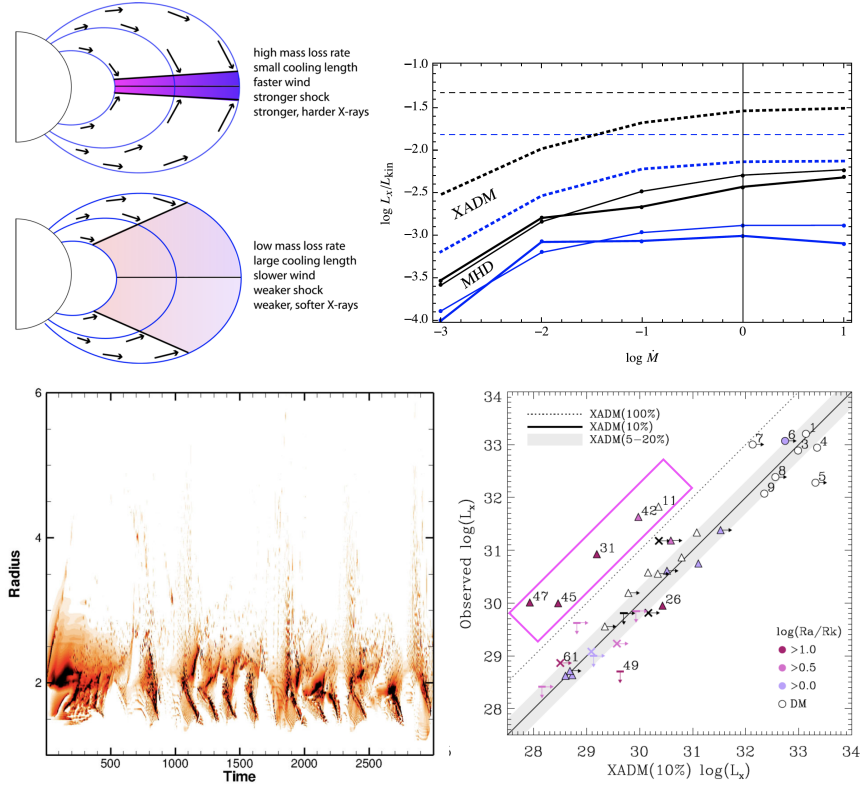 high mass loss rate
small cooling length
faster wind
stronger shock
stronger, harder X-rays
low mass loss rate
large cooling length
slower wind
weaker shock
weaker, softer X-rays
log Lx/Lkin
-1.0
-1.5
-2.0
-2.5
-3.0
-3.5
-4.0
XADM
MHD
-3
-2
-1
0
1
log Ṁ
Radius
6
4
2
500
1000
1500
2000
2500
Time
Observed log(Lx)
34
33
32
31
30
29
28
XADM(100%)
XADM(10%)
XADM(5-20%)
7
6
1
3
4
8
5
9
11
42
31
47
45
26
61
49
log(Ra/Rk)
>1.0
>0.5
>0.0
DM
28
29
30
31
32
33
34
XADM(10%) log(Lx)